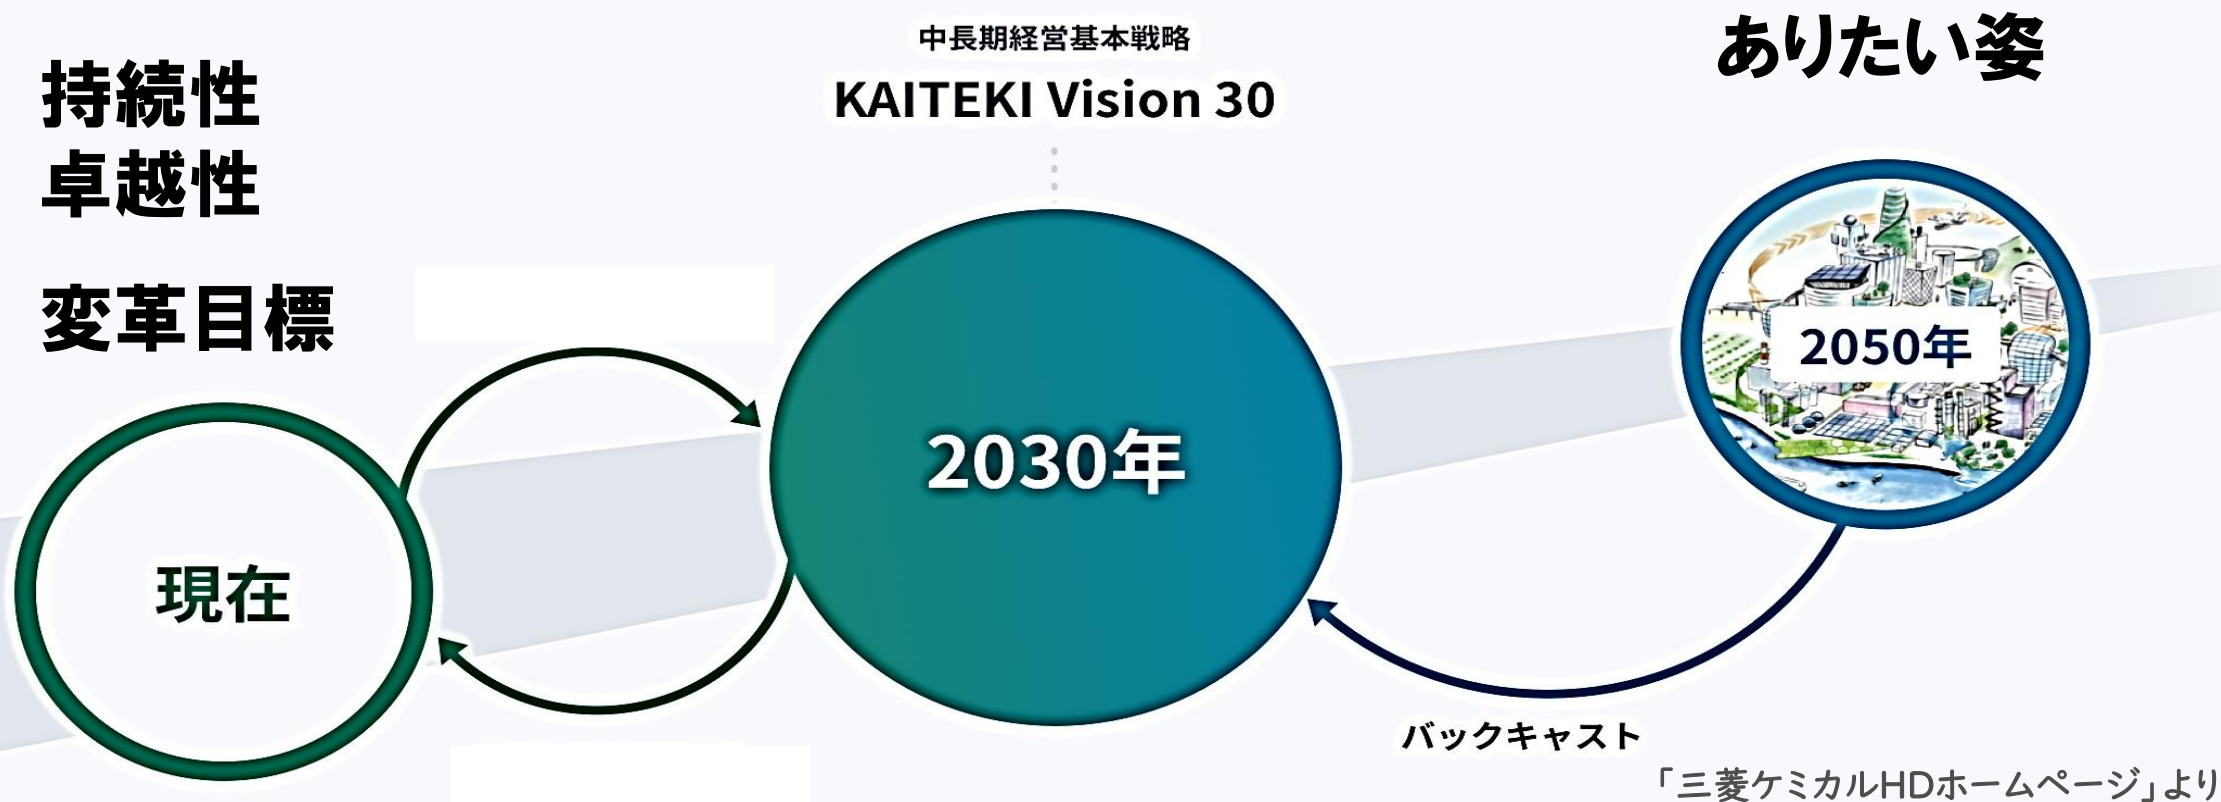 持続性
卓越性
変革目標
中長期経営基本戦略
KAITEKI Vision 30
ありたい姿
現在
2030年
2050年
バックキャスト
「三菱ケミカルHDホームページ」より